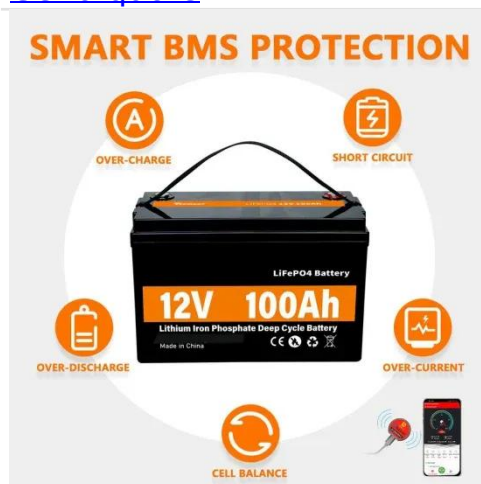 SMART BMS PROTECTION
OVER-CHARGE
SHORT CIRCUIT
LiFePO4 Battery
12V 100Ah
Lithium Iron Phosphate Deep Cycle Battery
Made in China
CE
OVER-DISCHARGE
OVER-CURRENT
CELL BALANCE